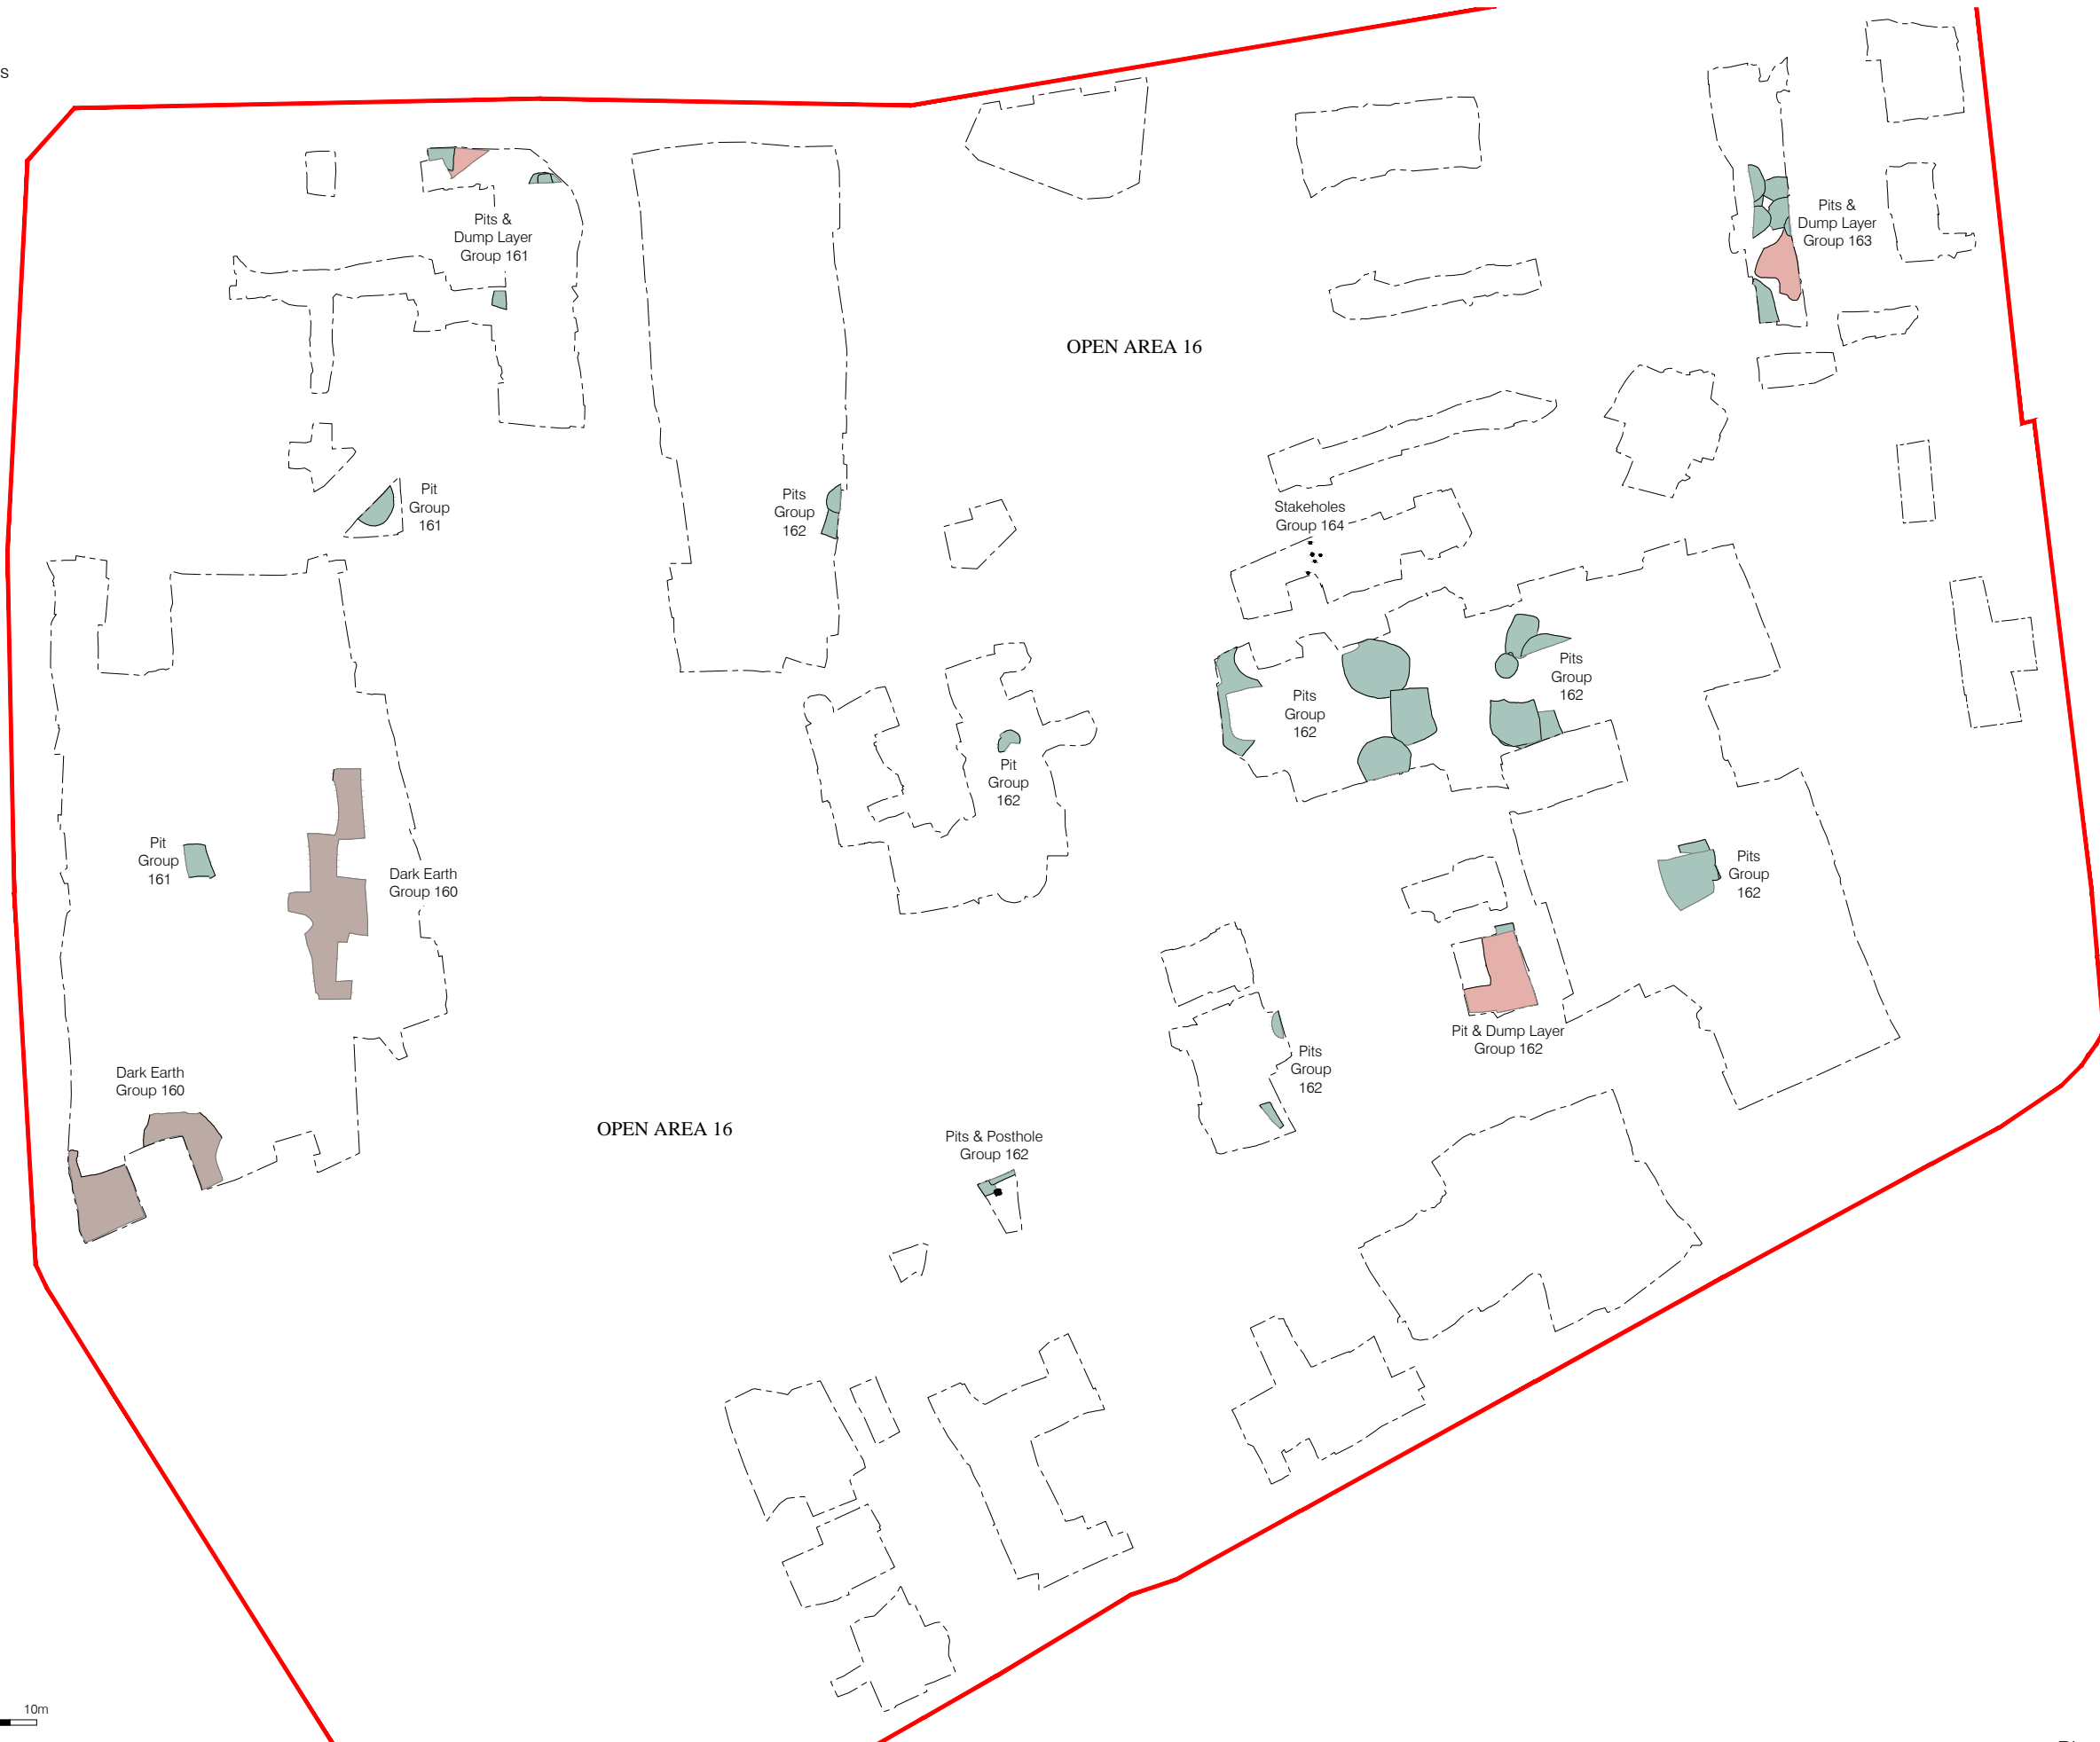 s
Pits &
Dump Layer
Group 161
Pits &
Dump Layer
Group 163
OPEN AREA 16
Pit
Group
161
Pits
Group
162
Stakeholes
Group 164
Pits
Group
162
Pits
Group
162
Pit
Group
162
Pit
Group
161
Dark Earth
Group 160
Pits
Group
162
Pit & Dump Layer
Group 162
Pits
Group
162
Dark Earth
Group 160
OPEN AREA 16
Pits & Posthole
Group 162
10m